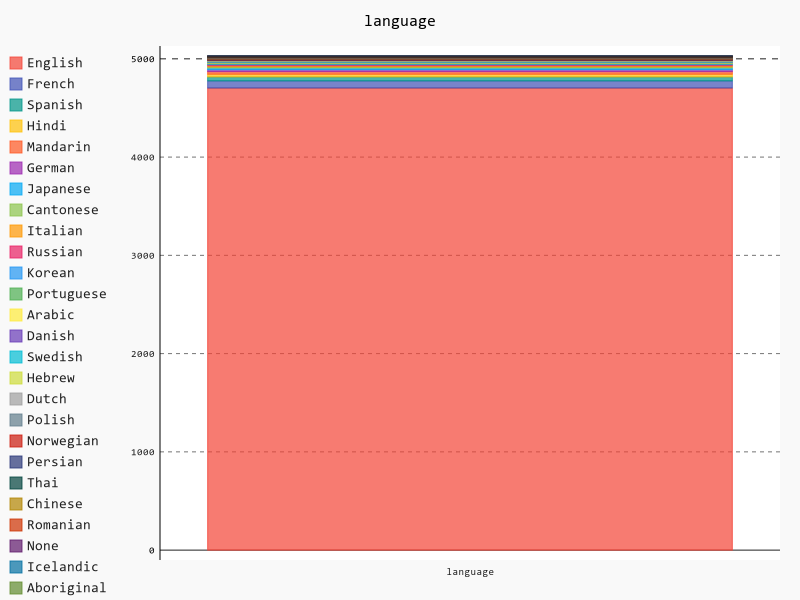 language
English
French
Spanish
Hindi
Mandarin
German
Japanese
Cantonese
Italian
Russian
Korean
Portuguese
Arabic
Danish
Swedish
Hebrew
Dutch
Polish
Norwegian
Persian
Thai
Chinese
Romanian
None
Icelandic
Aboriginal
5000
4000
3000
2000
1000
0
language